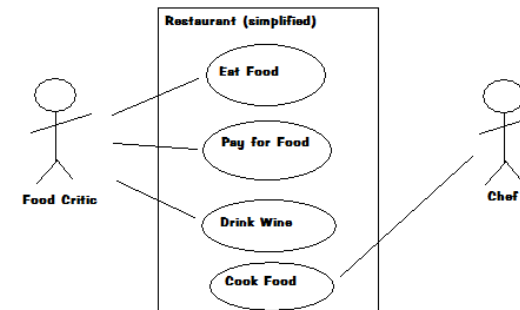 Restaurant (simplified)
Eat Food
Pay for Food
Food Critic
Chef
Drink Wine
Cook Food